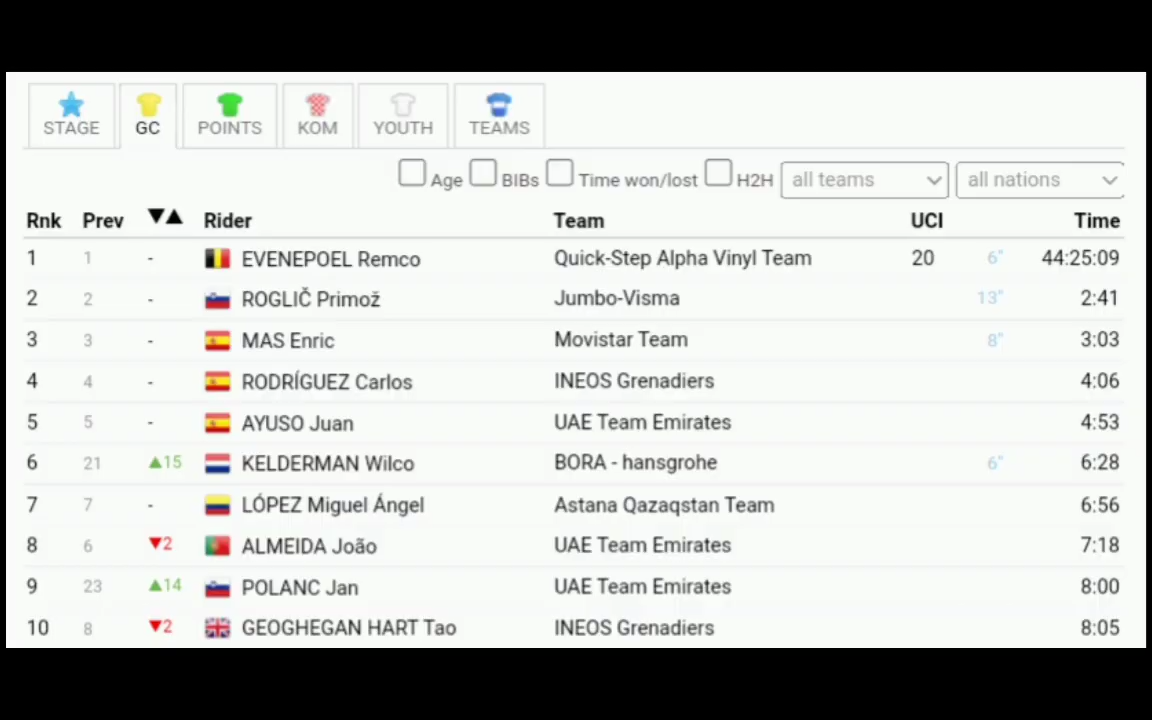 STAGE GC POINTS KOM YOUTH TEAMS
Age BIBs Time won/lost H2H all teams all nations
Rnk Prev ▼▲ Rider Team UCI Time
1 1 - EVENEPOEL Remco Quick-Step Alpha Vinyl Team 20 6" 44:25:09
2 2 - ROGLIČ Primož Jumbo-Visma 13" 2:41
3 3 - MAS Enric Movistar Team 8" 3:03
4 4 - RODRÍGUEZ Carlos INEOS Grenadiers 4:06
5 5 - AYUSO Juan UAE Team Emirates 4:53
6 21 ▲15 KELDERMAN Wilco BORA - hansgrohe 6" 6:28
7 7 - LÓPEZ Miguel Ángel Astana Qazaqstan Team 6:56
8 6 ▼2 ALMEIDA João UAE Team Emirates 7:18
9 23 ▲14 POLANC Jan UAE Team Emirates 8:00
10 8 ▼2 GEOGHEGAN HART Tao INEOS Grenadiers 8:05